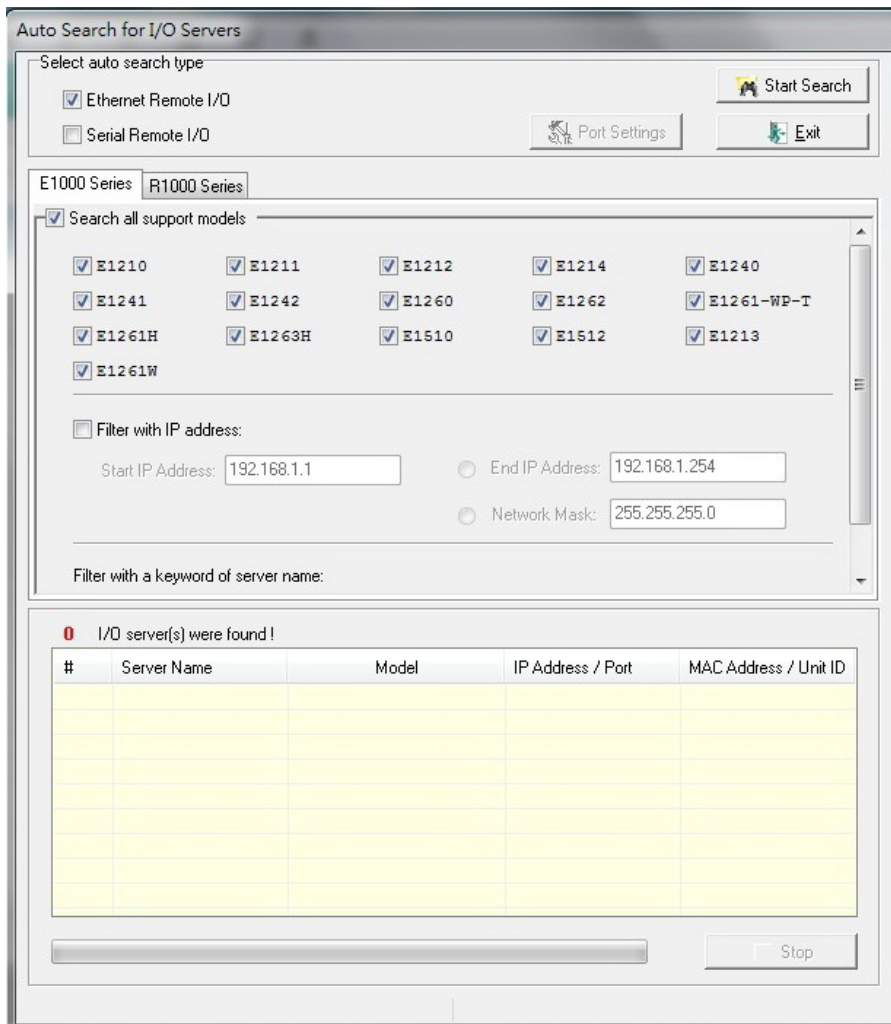 Auto Search for I/O Servers
Select auto search type
Ethernet Remote I/O
Start Search
Serial Remote I/O
Port Settings
Exit
E1000 Series R1000 Series
Search all support models
E1210 E1211 E1212 E1214 E1240
E1241 E1242 E1260 E1262 E1261-WP-T
E1261H E1263H E1510 E1512 E1213
E1261W
Filter with IP address:
Start IP Address: 192.168.1.1 End IP Address: 192.168.1.254
Network Mask: 255.255.255.0
Filter with a keyword of server name:
0 I/O server(s) were found !
# Server Name Model IP Address / Port MAC Address / Unit ID
Stop